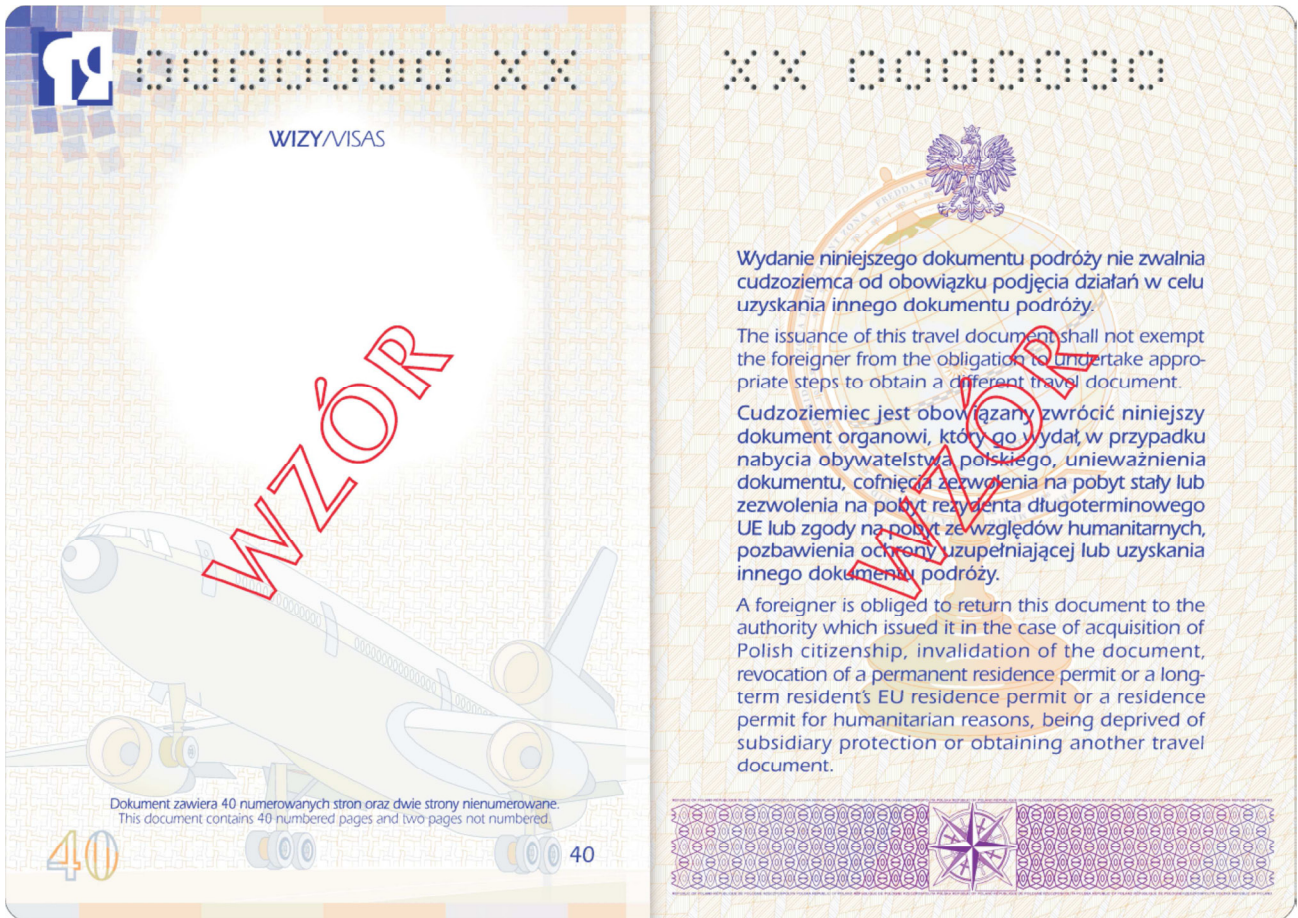 0000000 XX
WIZY/VISAS
WZÓR
Dokument zawiera 40 numerowanych stron oraz dwie strony nienumerowane.
This document contains 40 numbered pages and two pages not numbered.
40
40
XX 0000000
Wydanie niniejszego dokumentu podróży nie zwalnia
cudzoziemca od obowiązku podjęcia działań w celu
uzyskania innego dokumentu podróży.
The issuance of this travel document shall not exempt
the foreigner from the obligation to undertake appro-
priate steps to obtain a different travel document.
Cudzoziemiec jest obowiązany zwrócić niniejszy
dokument organowi, który go wydał, w przypadku
nabycia obywatelstwa polskiego, unieważnienia
dokumentu, cofnięcia zezwolenia na pobyt stały lub
zezwolenia na pobyt rezydenta długoterminowego
UE lub zgody na pobyt ze względów humanitarnych,
pozbawienia ochrony uzupełniającej lub uzyskania
innego dokumentu podróży.
WZÓR
A foreigner is obliged to return this document to the
authority which issued it in the case of acquisition of
Polish citizenship, invalidation of the document,
revocation of a permanent residence permit or a long-
term resident's EU residence permit or a residence
permit for humanitarian reasons, being deprived of
subsidiary protection or obtaining another travel
document.